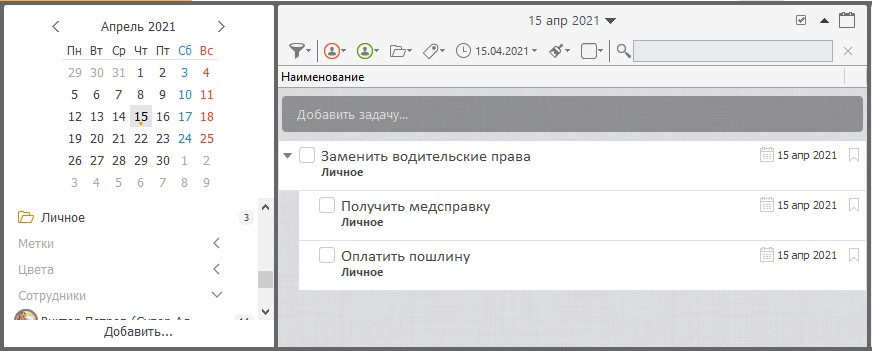 Апрель 2021
Пн Вт Ср Чт Пт Сб Вс
29 30 31 1 2 3 4
5 6 7 8 9 10 11
12 13 14 15 16 17 18
19 20 21 22 23 24 25
26 27 28 29 30 1 2
3 4 5 6 7 8 9
Личное 3
Метки
Цвета
Сотрудники
Добавить...
15 апр 2021
15.04.2021
Наименование
Добавить задачу...
Заменить водительские права 15 апр 2021
Личное
Получить медсправку 15 апр 2021
Личное
Оплатить пошлину 15 апр 2021
Личное